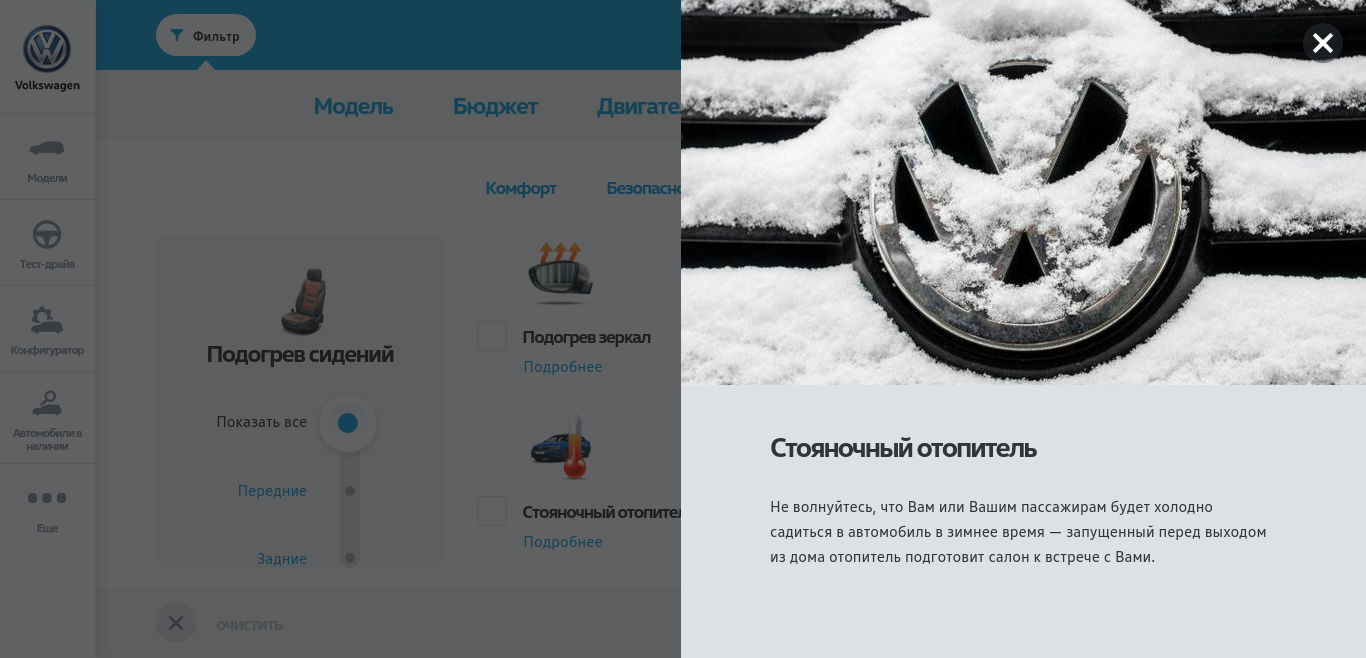 Volkswagen
Модели
Тест-драйв
Конфигуратор
Автомобили в
наличии
Еще
Фильтр
Модель Бюджет Двигате
Комфорт Безопасно
Подогрев сидений
Показать все
Передние
Задние
Подогрев зеркал
Подробнее
Стояночный отопител
Подробнее
ОЧИСТИТЬ
Стояночный отопитель
Не волнуйтесь, что Вам или Вашим пассажирам будет холодно
садиться в автомобиль в зимнее время — запущенный перед выходом
из дома отопитель подготовит салон к встрече с Вами.